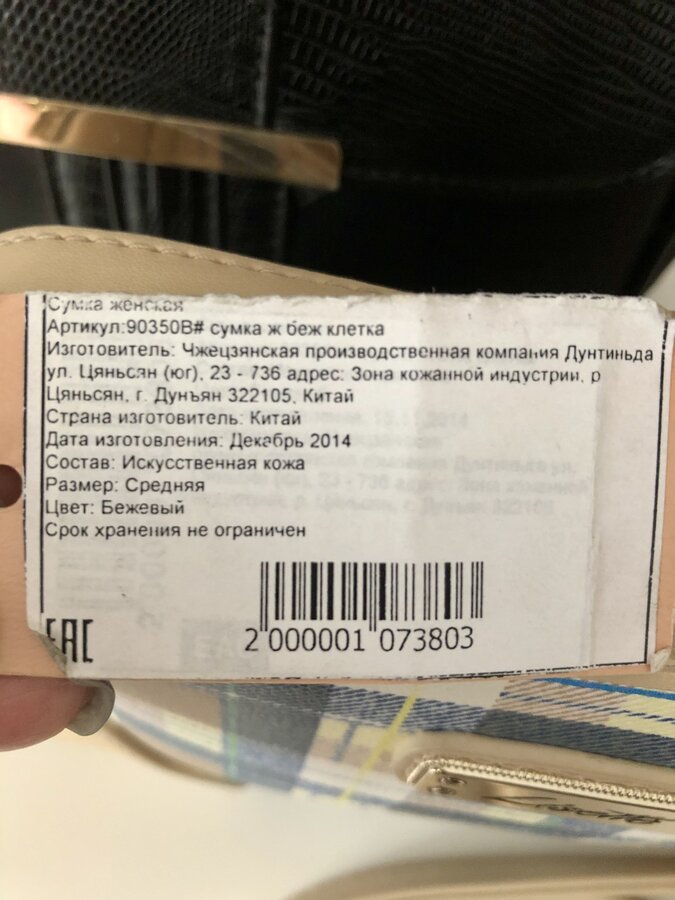 Сумка женская
Артикул:90350В# сумка ж беж клетка
Изготовитель: Чжецзянская производственная компания Дунтиньда
ул. Цяньсян (юг), 23 - 736 адрес: Зона кожанной индустрии, р
Цяньсян, г. Дунъян 322105, Китай
Страна изготовитель: Китай
Дата изготовления: Декабрь 2014
Состав: Искусственная кожа
Размер: Средняя
Цвет: Бежевый
Срок хранения не ограничен
EAC
2 000001 073803